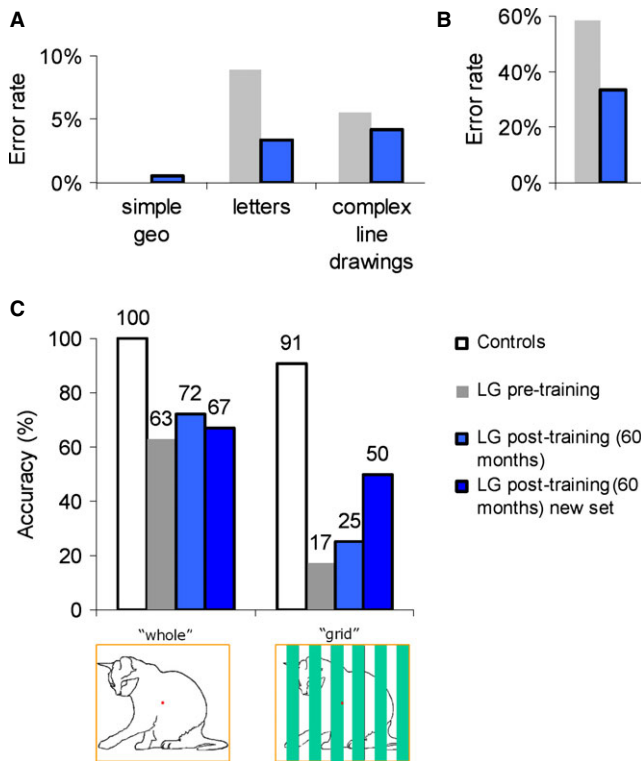 A
B
Error rate
10%
5%
0%
simple
geo
letters
complex
line
drawings
Error rate
60%
40%
20%
0%
C
Accuracy (%)
100
80
60
40
20
0
100
63
72
67
91
17
25
50
"whole"
"grid"
Controls
LG pre-training
LG post-training (60
months)
LG post-training (60
months) new set